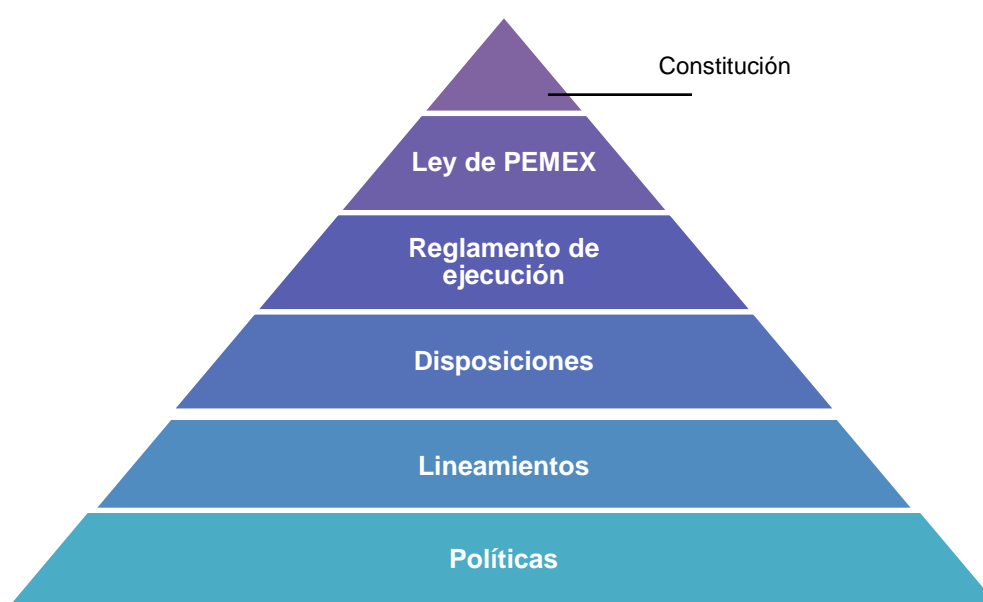 Constitución
Ley de PEMEX
Reglamento de
ejecución
Disposiciones
Lineamientos
Políticas